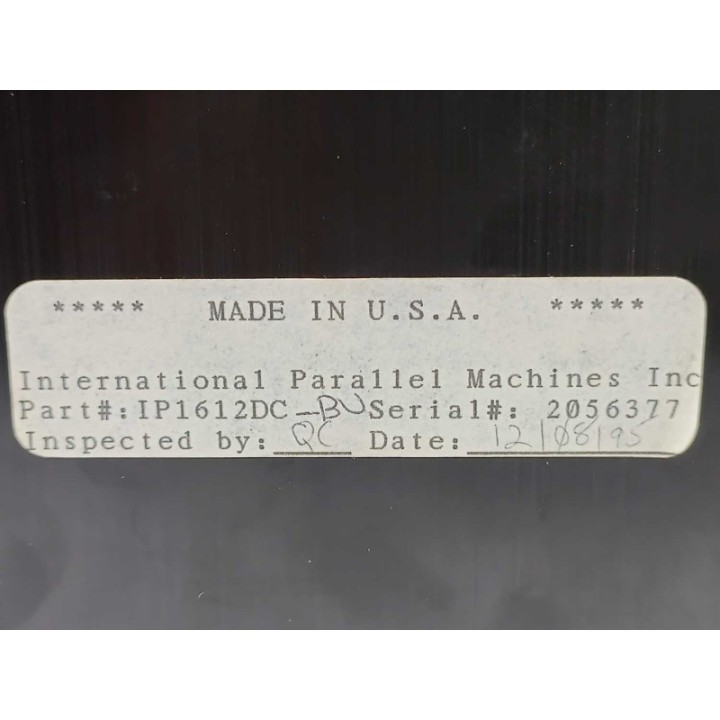 ***** MADE IN U.S.A. *****
International Parallel Machines Inc
Part#: IP1612DC-BU Serial#: 2056377
Inspected by: QC Date: 12/08/95